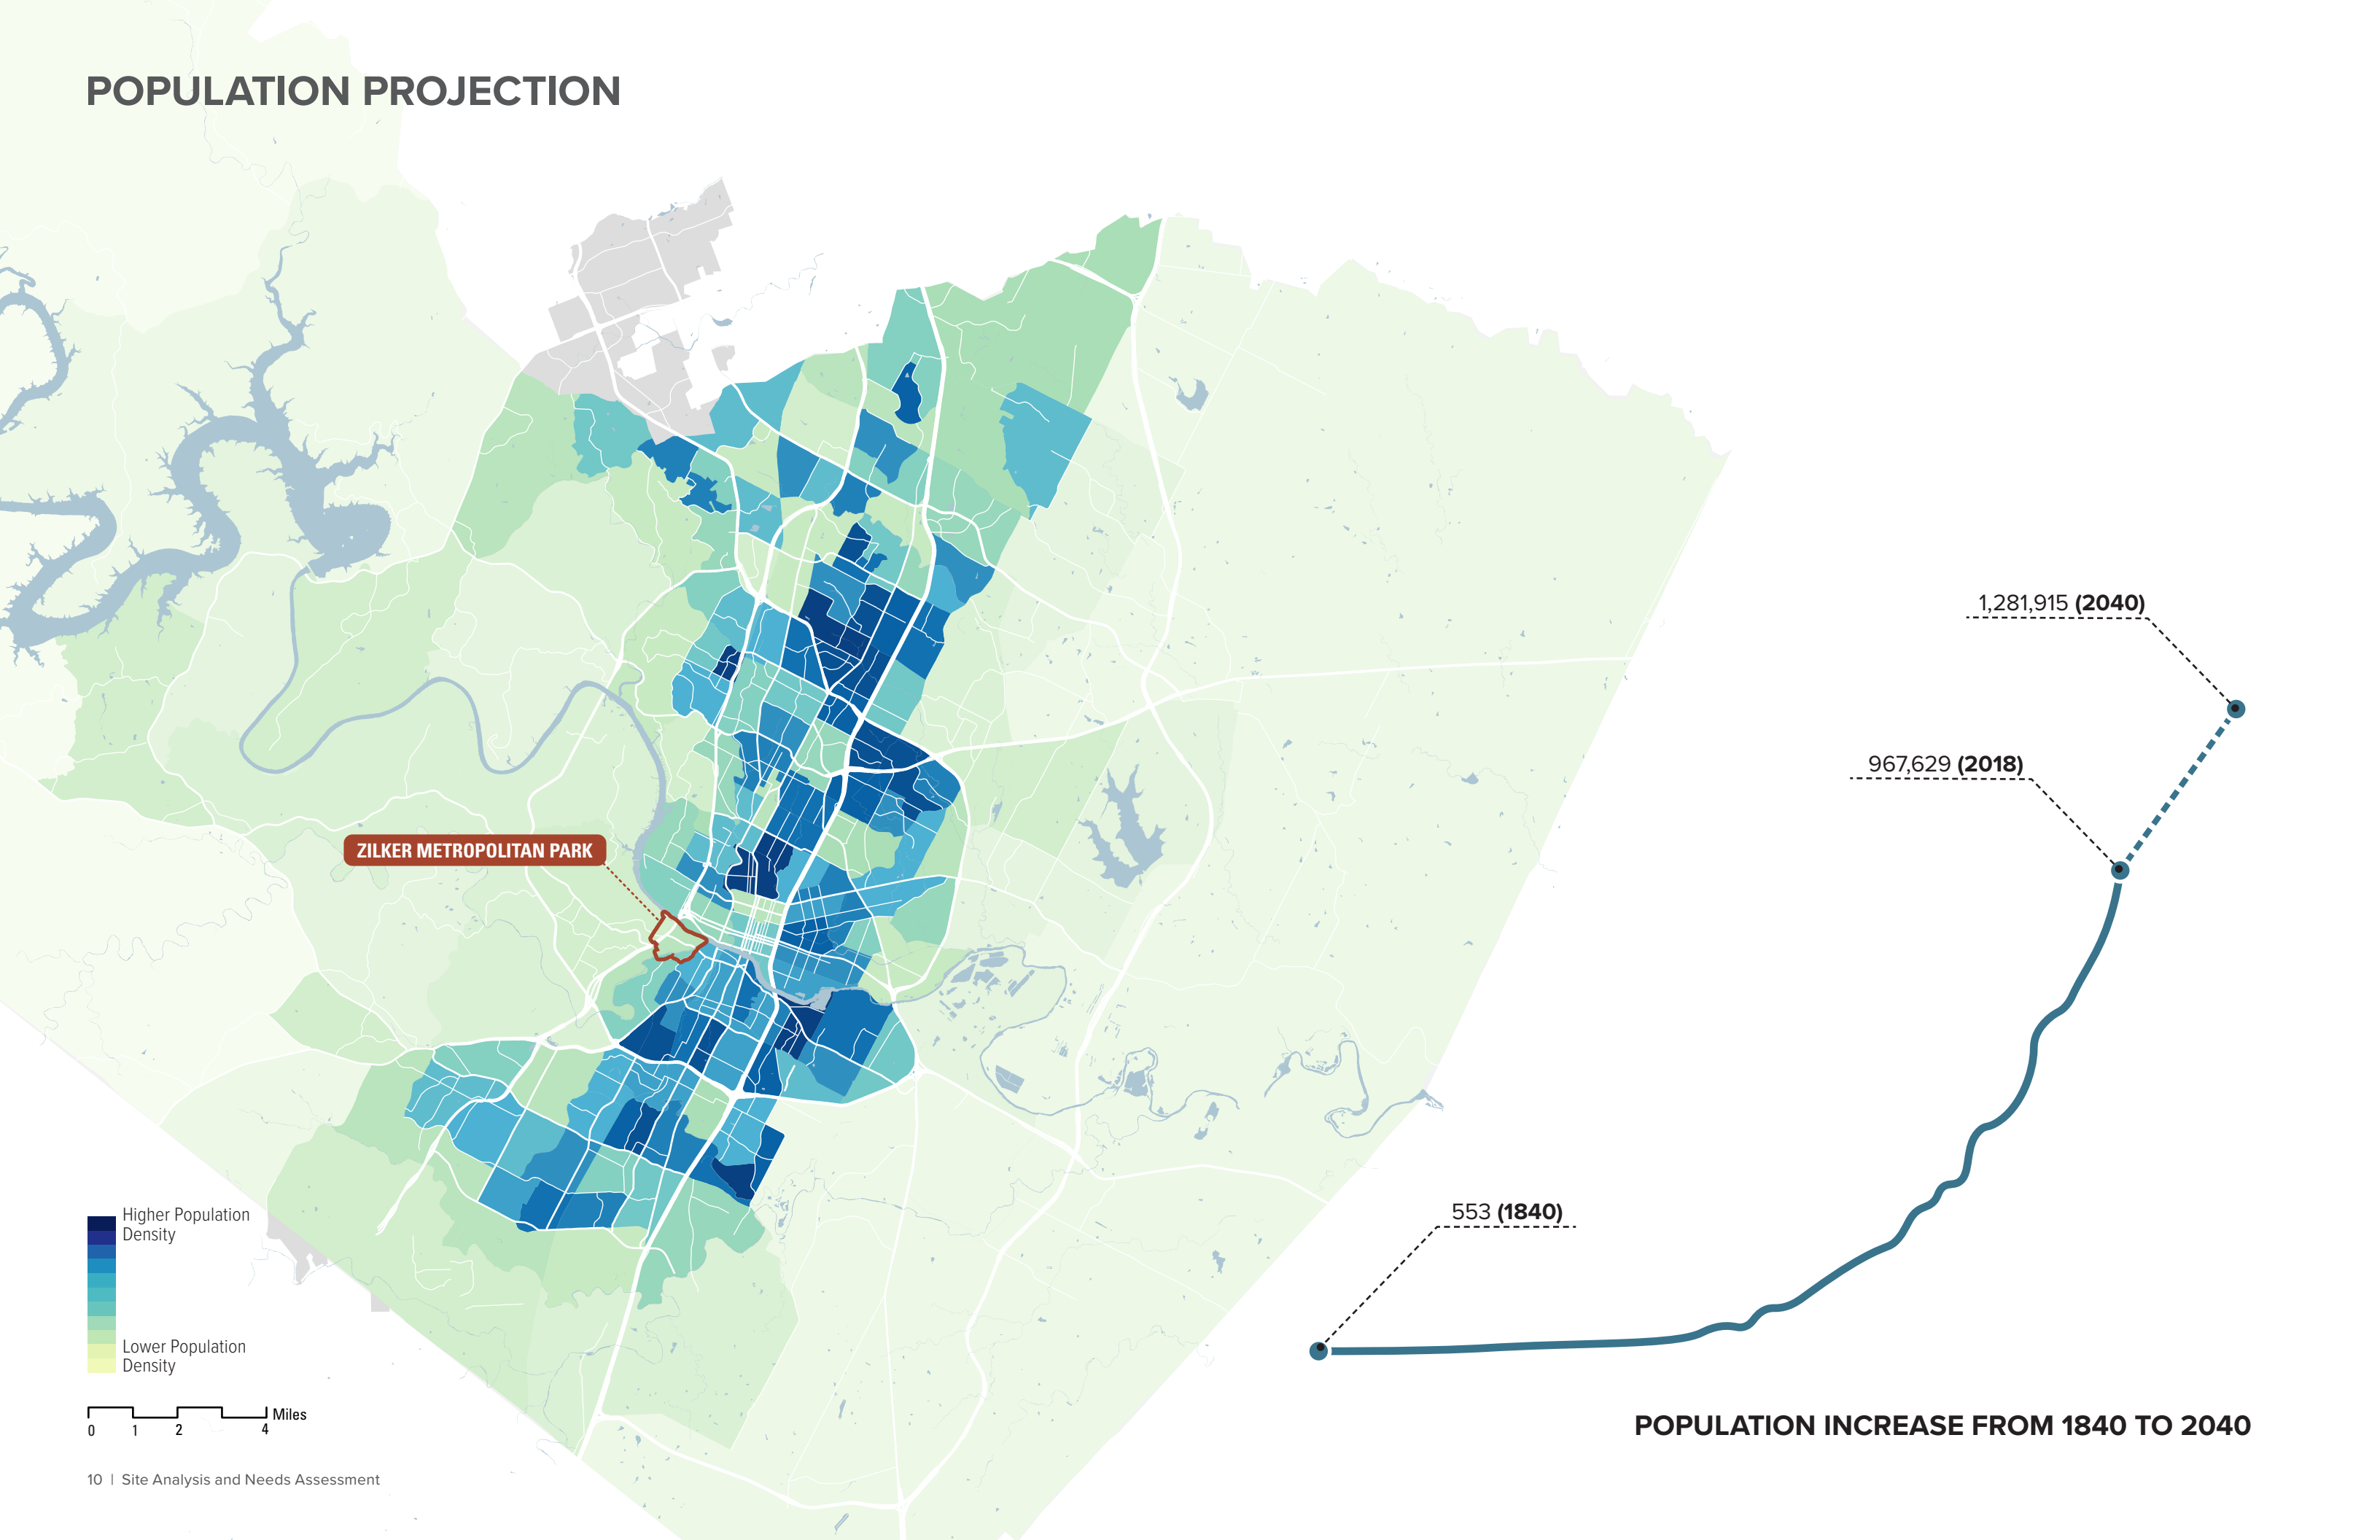 POPULATION PROJECTION
ZILKER METROPOLITAN PARK
1,281,915 (2040)
967,629 (2018)
553 (1840)
Higher Population
Density
Lower Population
Density
Miles
0 1 2 4
POPULATION INCREASE FROM 1840 TO 2040
10 | Site Analysis and Needs Assessment